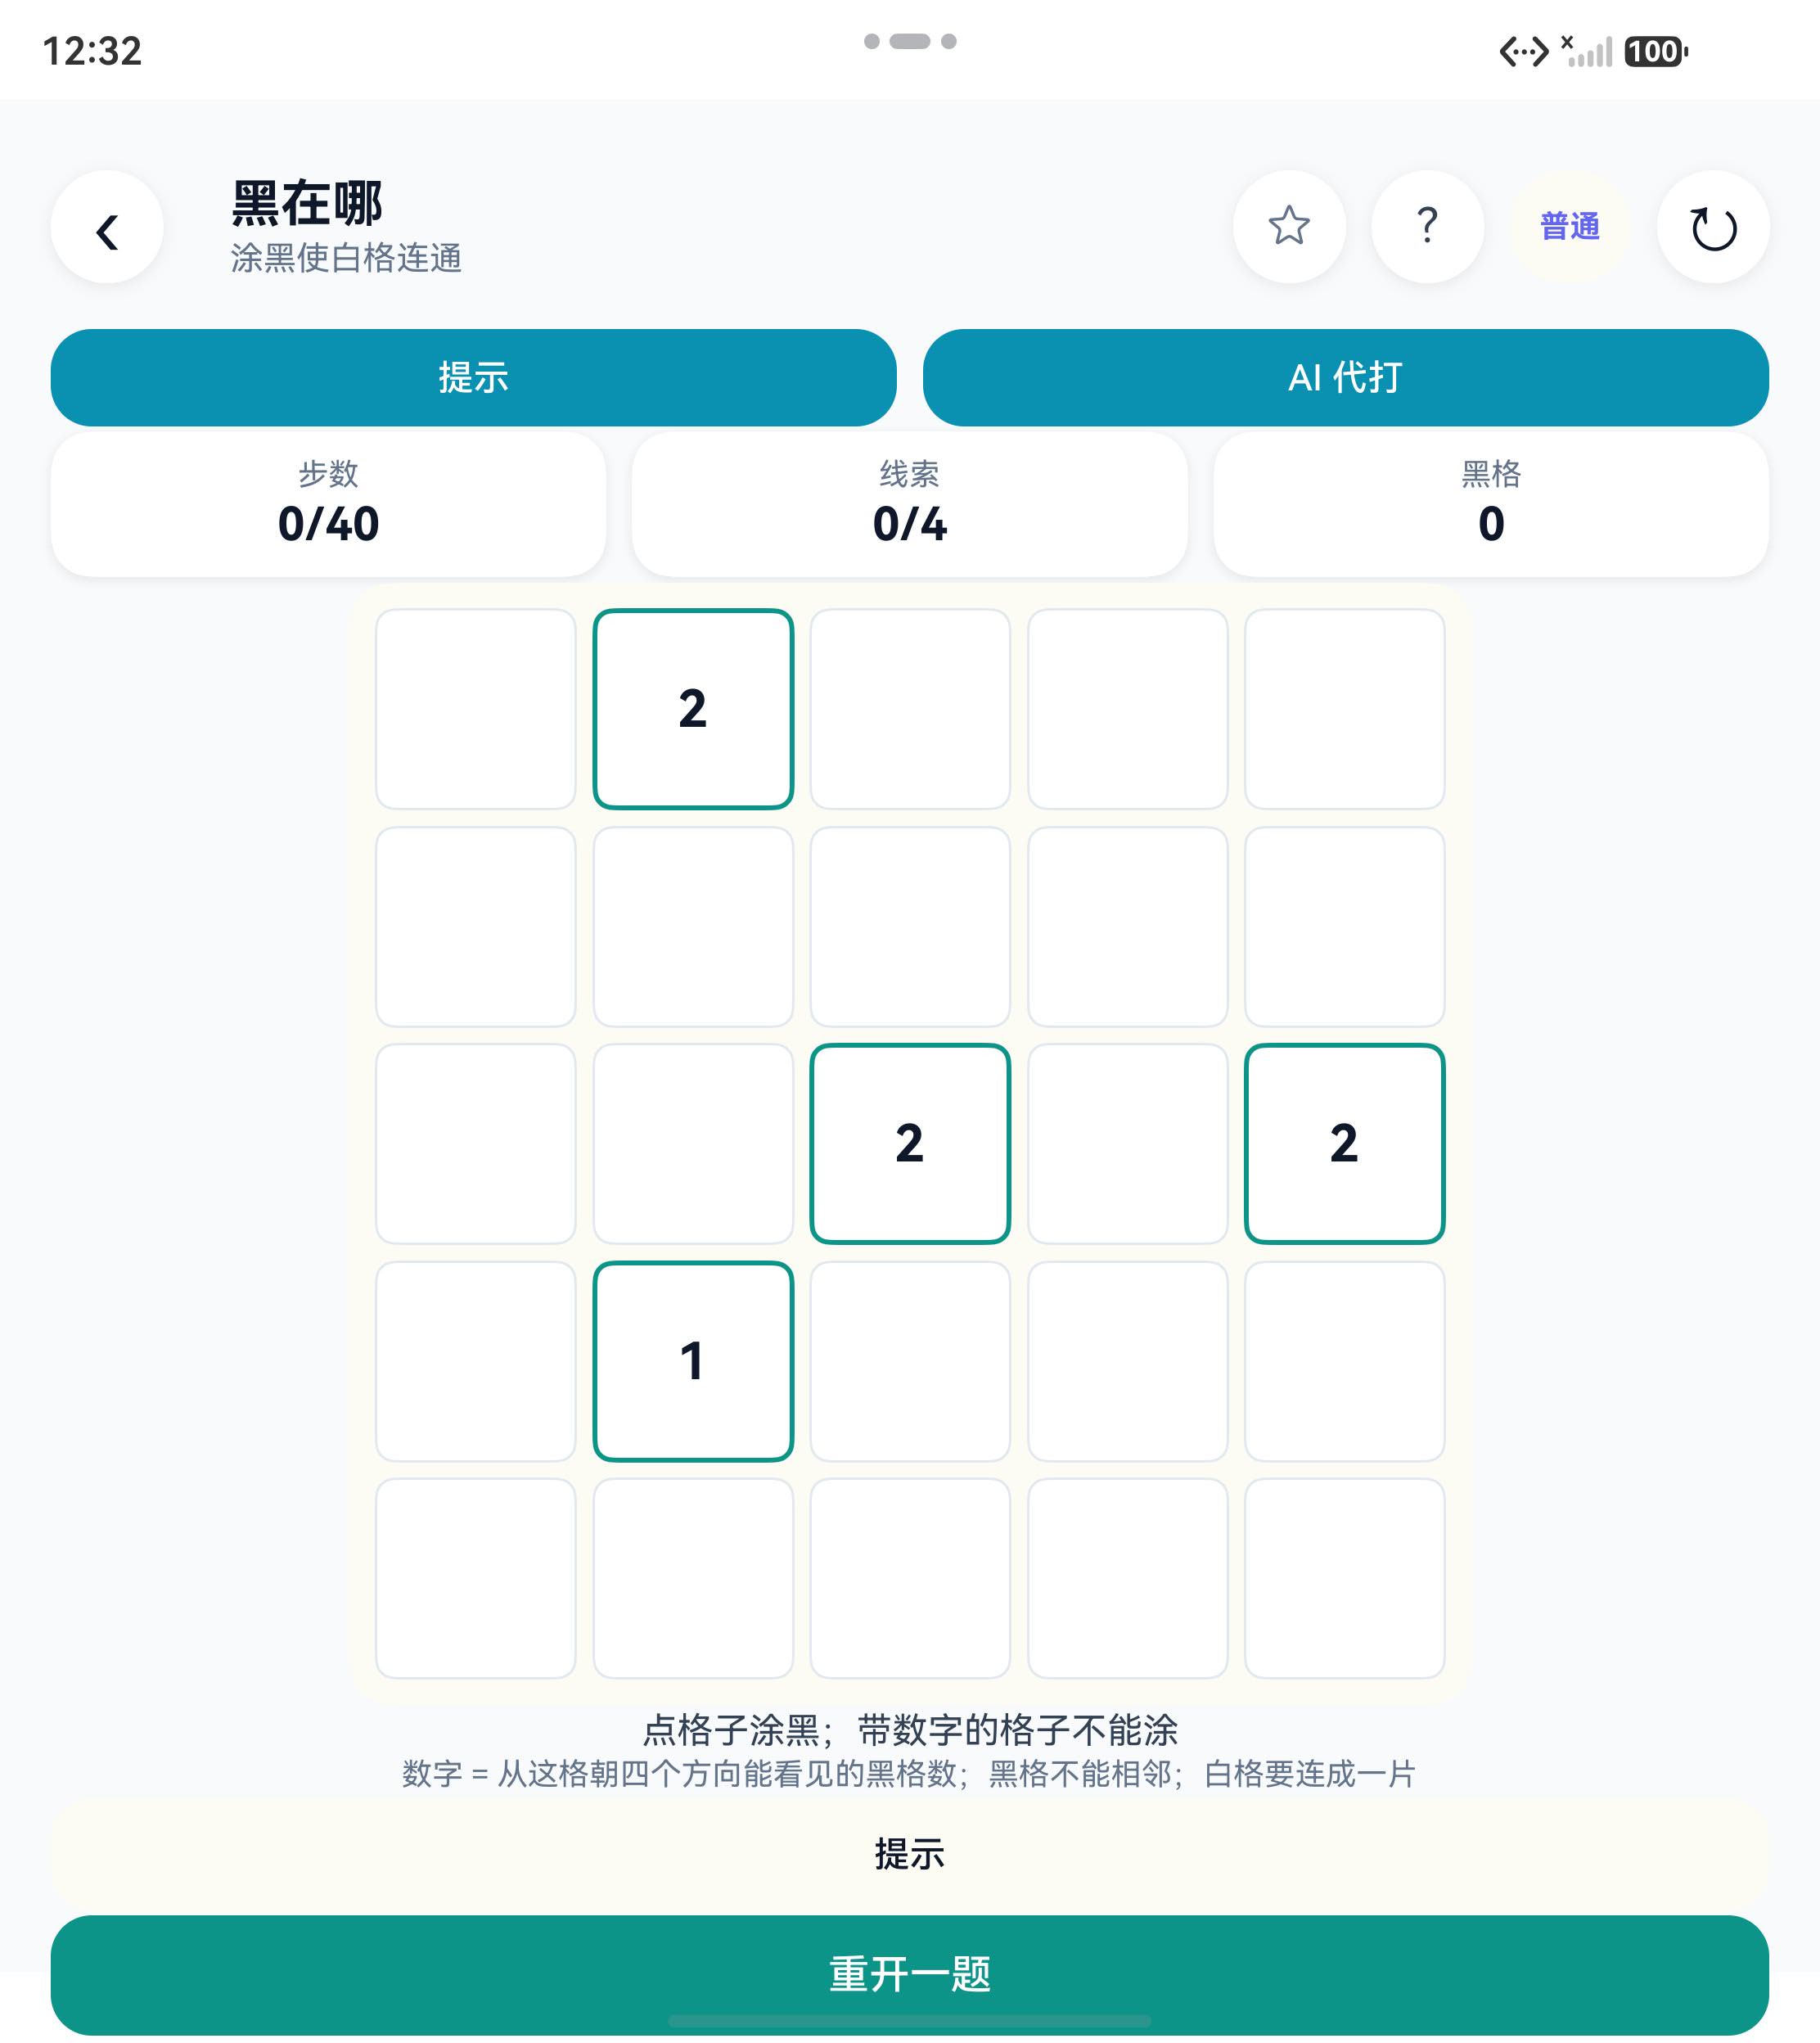 12:32
100
黑在哪
涂黑使白格连通
?
普通
提示
AI 代打
步数
0/40
线索
0/4
黑格
0
2
2
2
1
点格子涂黑；带数字的格子不能涂
数字 = 从这格朝四个方向能看见的黑格数；黑格不能相邻；白格要连成一片
提示
重开一题